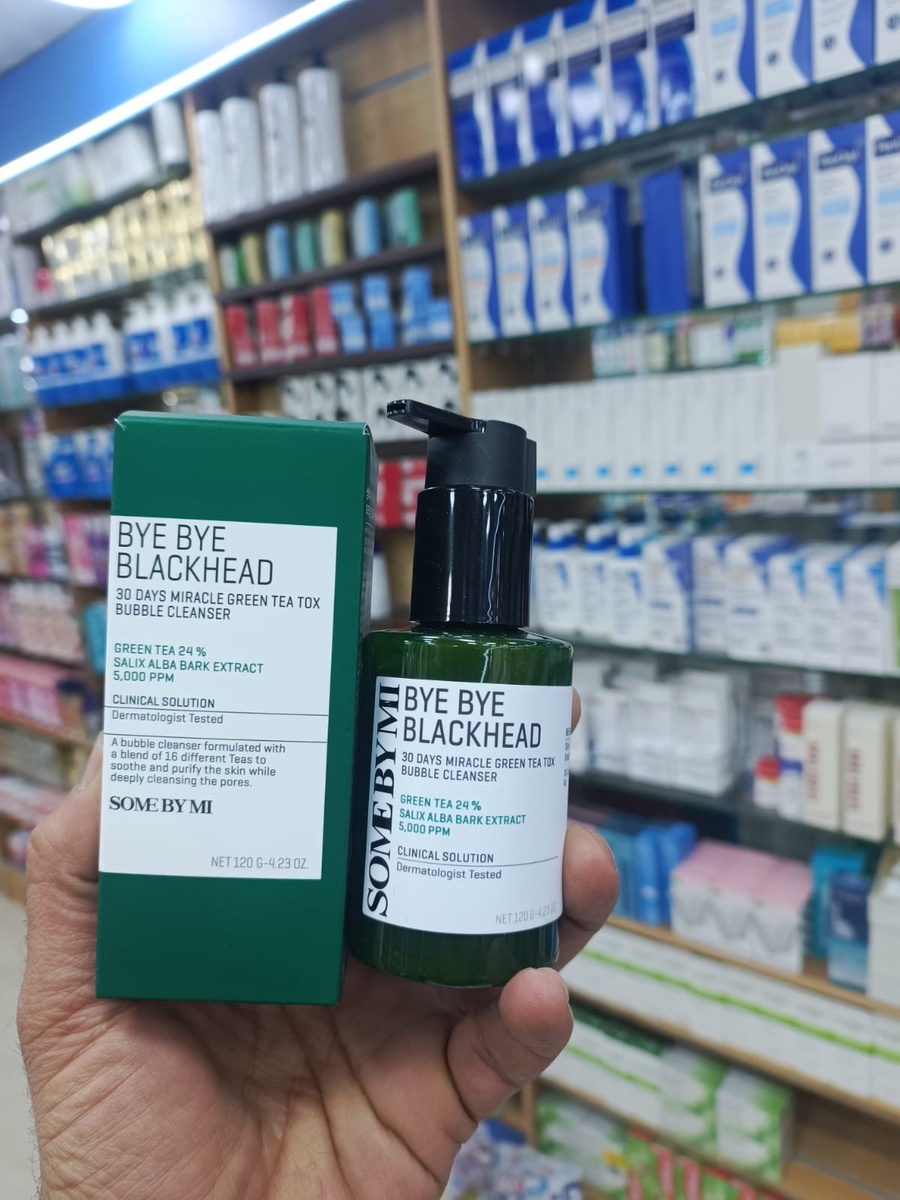 BYE BYE
BLACKHEAD
30 DAYS MIRACLE GREEN TEA TOX
BUBBLE CLEANSER
GREEN TEA 24 %
SALIX ALBA BARK EXTRACT
5,000 PPM
CLINICAL SOLUTION
Dermatologist Tested
A bubble cleanser formulated with
a blend of 16 different Teas to
soothe and purify the skin while
deeply cleansing the pores.
SOME BY MI
NET 120 G-4.23 OZ.
SOME BY MI
BYE BYE
BLACKHEAD
30 DAYS MIRACLE GREEN TEA TOX
BUBBLE CLEANSER
GREEN TEA 24 %
SALIX ALBA BARK EXTRACT
5,000 PPM
CLINICAL SOLUTION
Dermatologist Tested
NET 120 G-4.23 OZ.